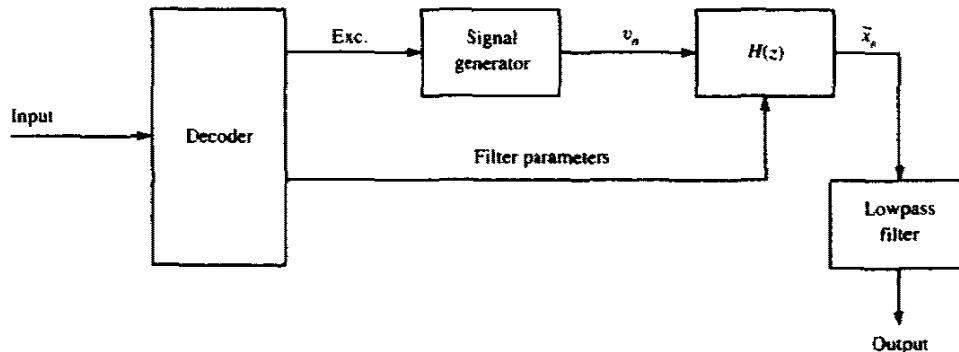 Exc.
Signal
generator
v_n
H(z)
x̃_n
Input
Decoder
Filter parameters
Lowpass
filter
Output